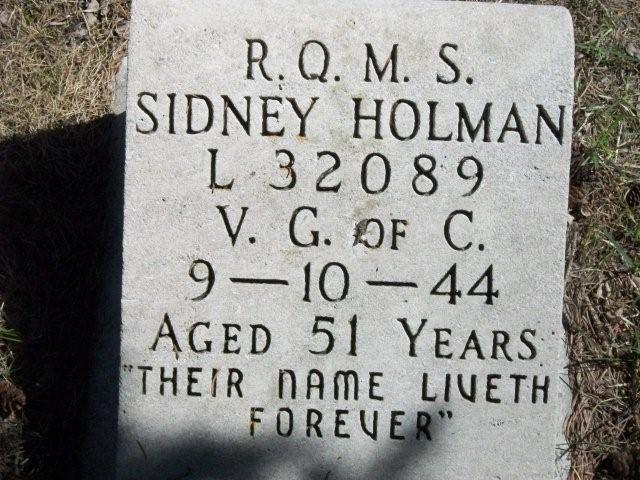 R. Q. M. S.
SIDNEY HOLMAN
L 32089
V. G. OF C.
9 — 10 — 44
AGED 51 YEARS
"THEIR NAME LIVETH
FOREVER"